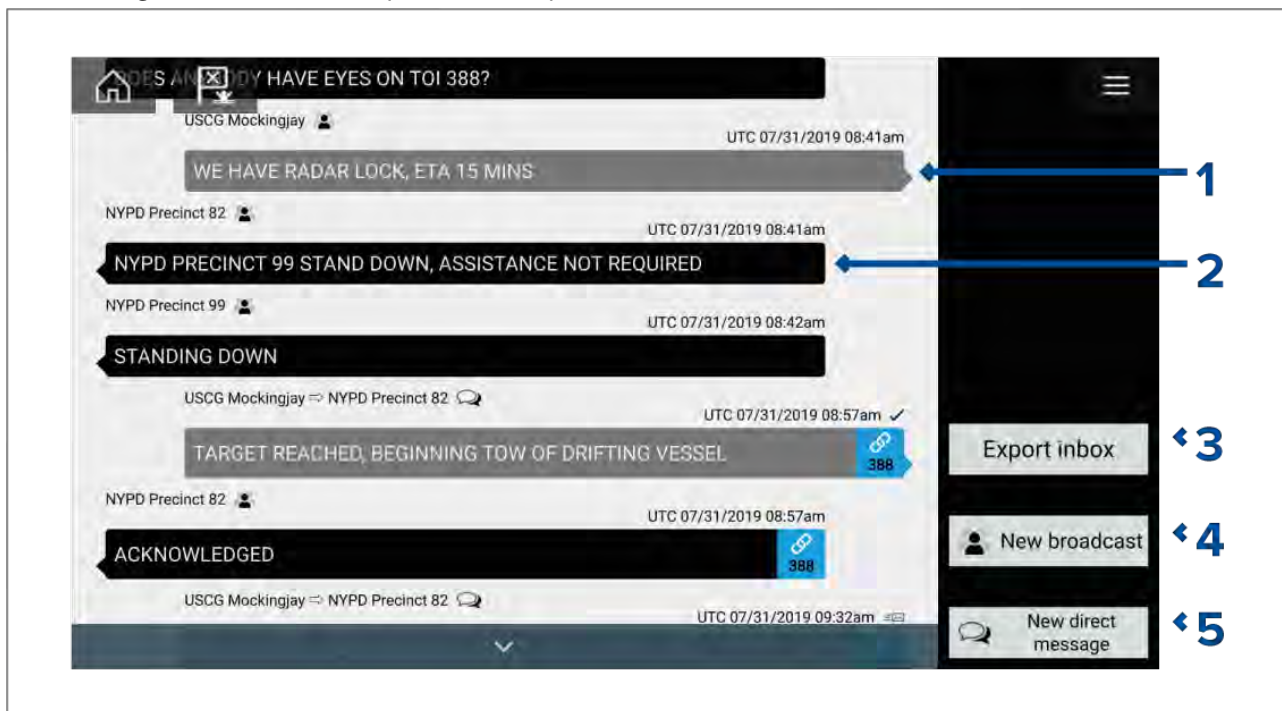 DOES ANYBODY HAVE EYES ON TOI 388?
USCG Mockingjay
UTC 07/31/2019 08:41am
WE HAVE RADAR LOCK, ETA 15 MINS
1
NYPD Precinct 82
UTC 07/31/2019 08:41am
NYPD PRECINCT 99 STAND DOWN, ASSISTANCE NOT REQUIRED
2
NYPD Precinct 99
UTC 07/31/2019 08:42am
STANDING DOWN
USCG Mockingjay ⇨ NYPD Precinct 82
UTC 07/31/2019 08:57am
TARGET REACHED, BEGINNING TOW OF DRIFTING VESSEL
388
Export inbox
3
NYPD Precinct 82
UTC 07/31/2019 08:57am
ACKNOWLEDGED
388
New broadcast
4
USCG Mockingjay ⇨ NYPD Precinct 82
UTC 07/31/2019 09:32am
New direct
message
5